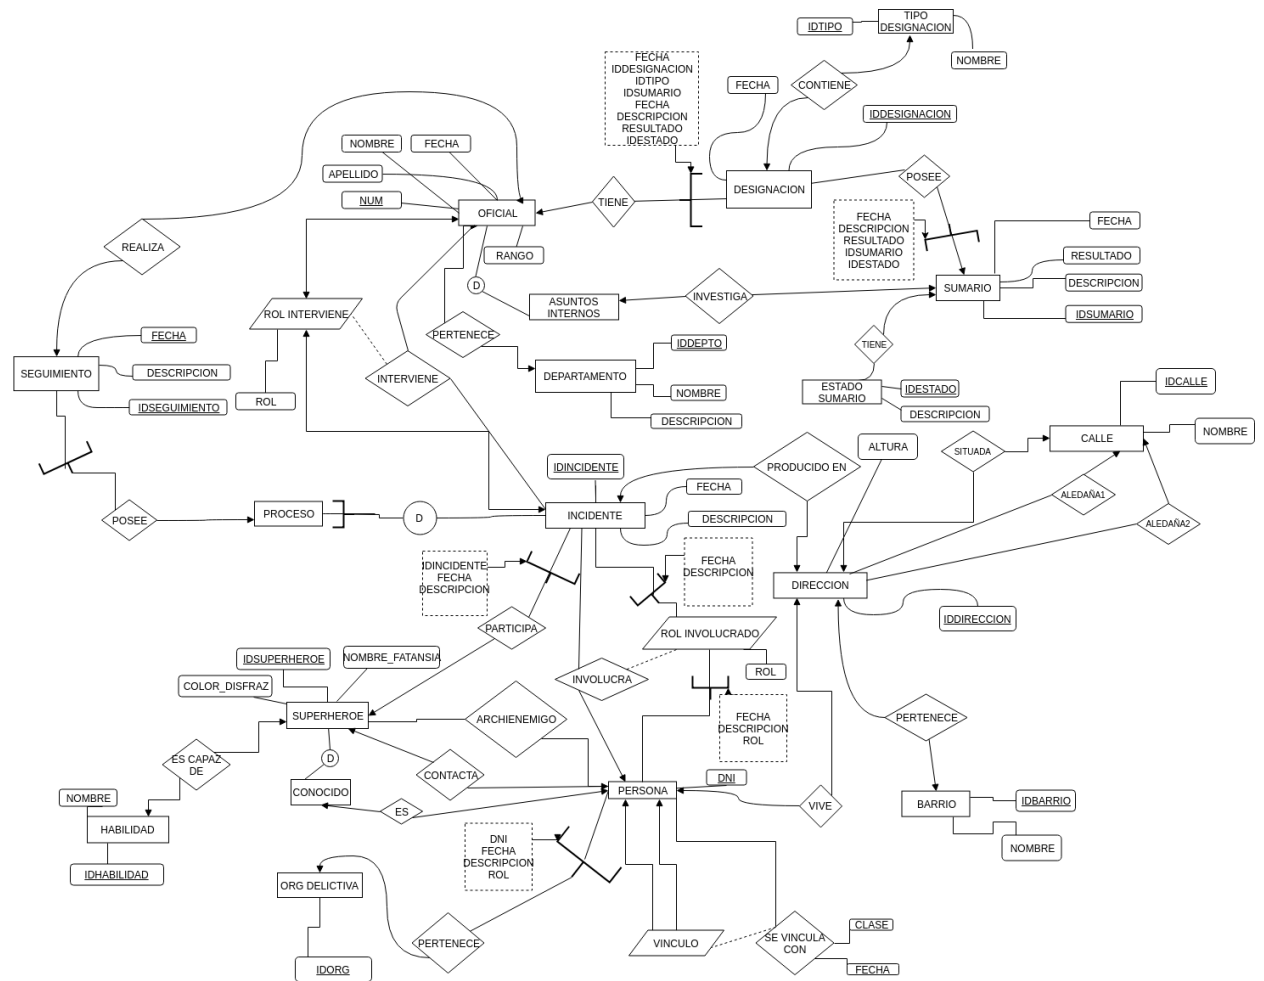 TIPO
DESIGNACION
IDTIPO
NOMBRE
FECHA
IDDESIGNACION
IDTIPO
IDSUMARIO
FECHA
DESCRIPCION
RESULTADO
IDESTADO
FECHA
CONTIENE
IDDESIGNACION
NOMBRE
FECHA
APELLIDO
NUM
OFICIAL
TIENE
DESIGNACION
POSEE
FECHA
DESCRIPCION
RESULTADO
IDSUMARIO
IDESTADO
FECHA
RESULTADO
DESCRIPCION
IDSUMARIO
SUMARIO
REALIZA
RANGO
D
ASUNTOS
INTERNOS
INVESTIGA
ROL INTERVIENE
PERTENECE
TIENE
FECHA
SEGUIMIENTO
DESCRIPCION
IDSEGUIMIENTO
ROL
INTERVIENE
DEPARTAMENTO
IDDEPTO
NOMBRE
DESCRIPCION
ESTADO
SUMARIO
IDESTADO
DESCRIPCION
IDCALLE
CALLE
NOMBRE
ALTURA
SITUADA
PRODUCIDO EN
IDINCIDENTE
FECHA
ALEDAÑA1
ALEDAÑA2
POSEE
PROCESO
D
INCIDENTE
DESCRIPCION
IDINCIDENTE
FECHA
DESCRIPCION
FECHA
DESCRIPCION
DIRECCION
IDDIRECCION
PARTICIPA
ROL INVOLUCRADO
ROL
IDSUPERHEROE
NOMBRE_FATANSIA
COLOR_DISFRAZ
INVOLUCRA
SUPERHEROE
ARCHIENEMIGO
FECHA
DESCRIPCION
ROL
PERTENECE
ES CAPAZ
DE
D
CONTACTA
CONOCIDO
ES
DNI
PERSONA
VIVE
BARRIO
IDBARRIO
NOMBRE
NOMBRE
HABILIDAD
IDHABILIDAD
DNI
FECHA
DESCRIPCION
ROL
ORG DELICTIVA
PERTENECE
VINCULO
SE VINCULA
CON
CLASE
FECHA
IDORG